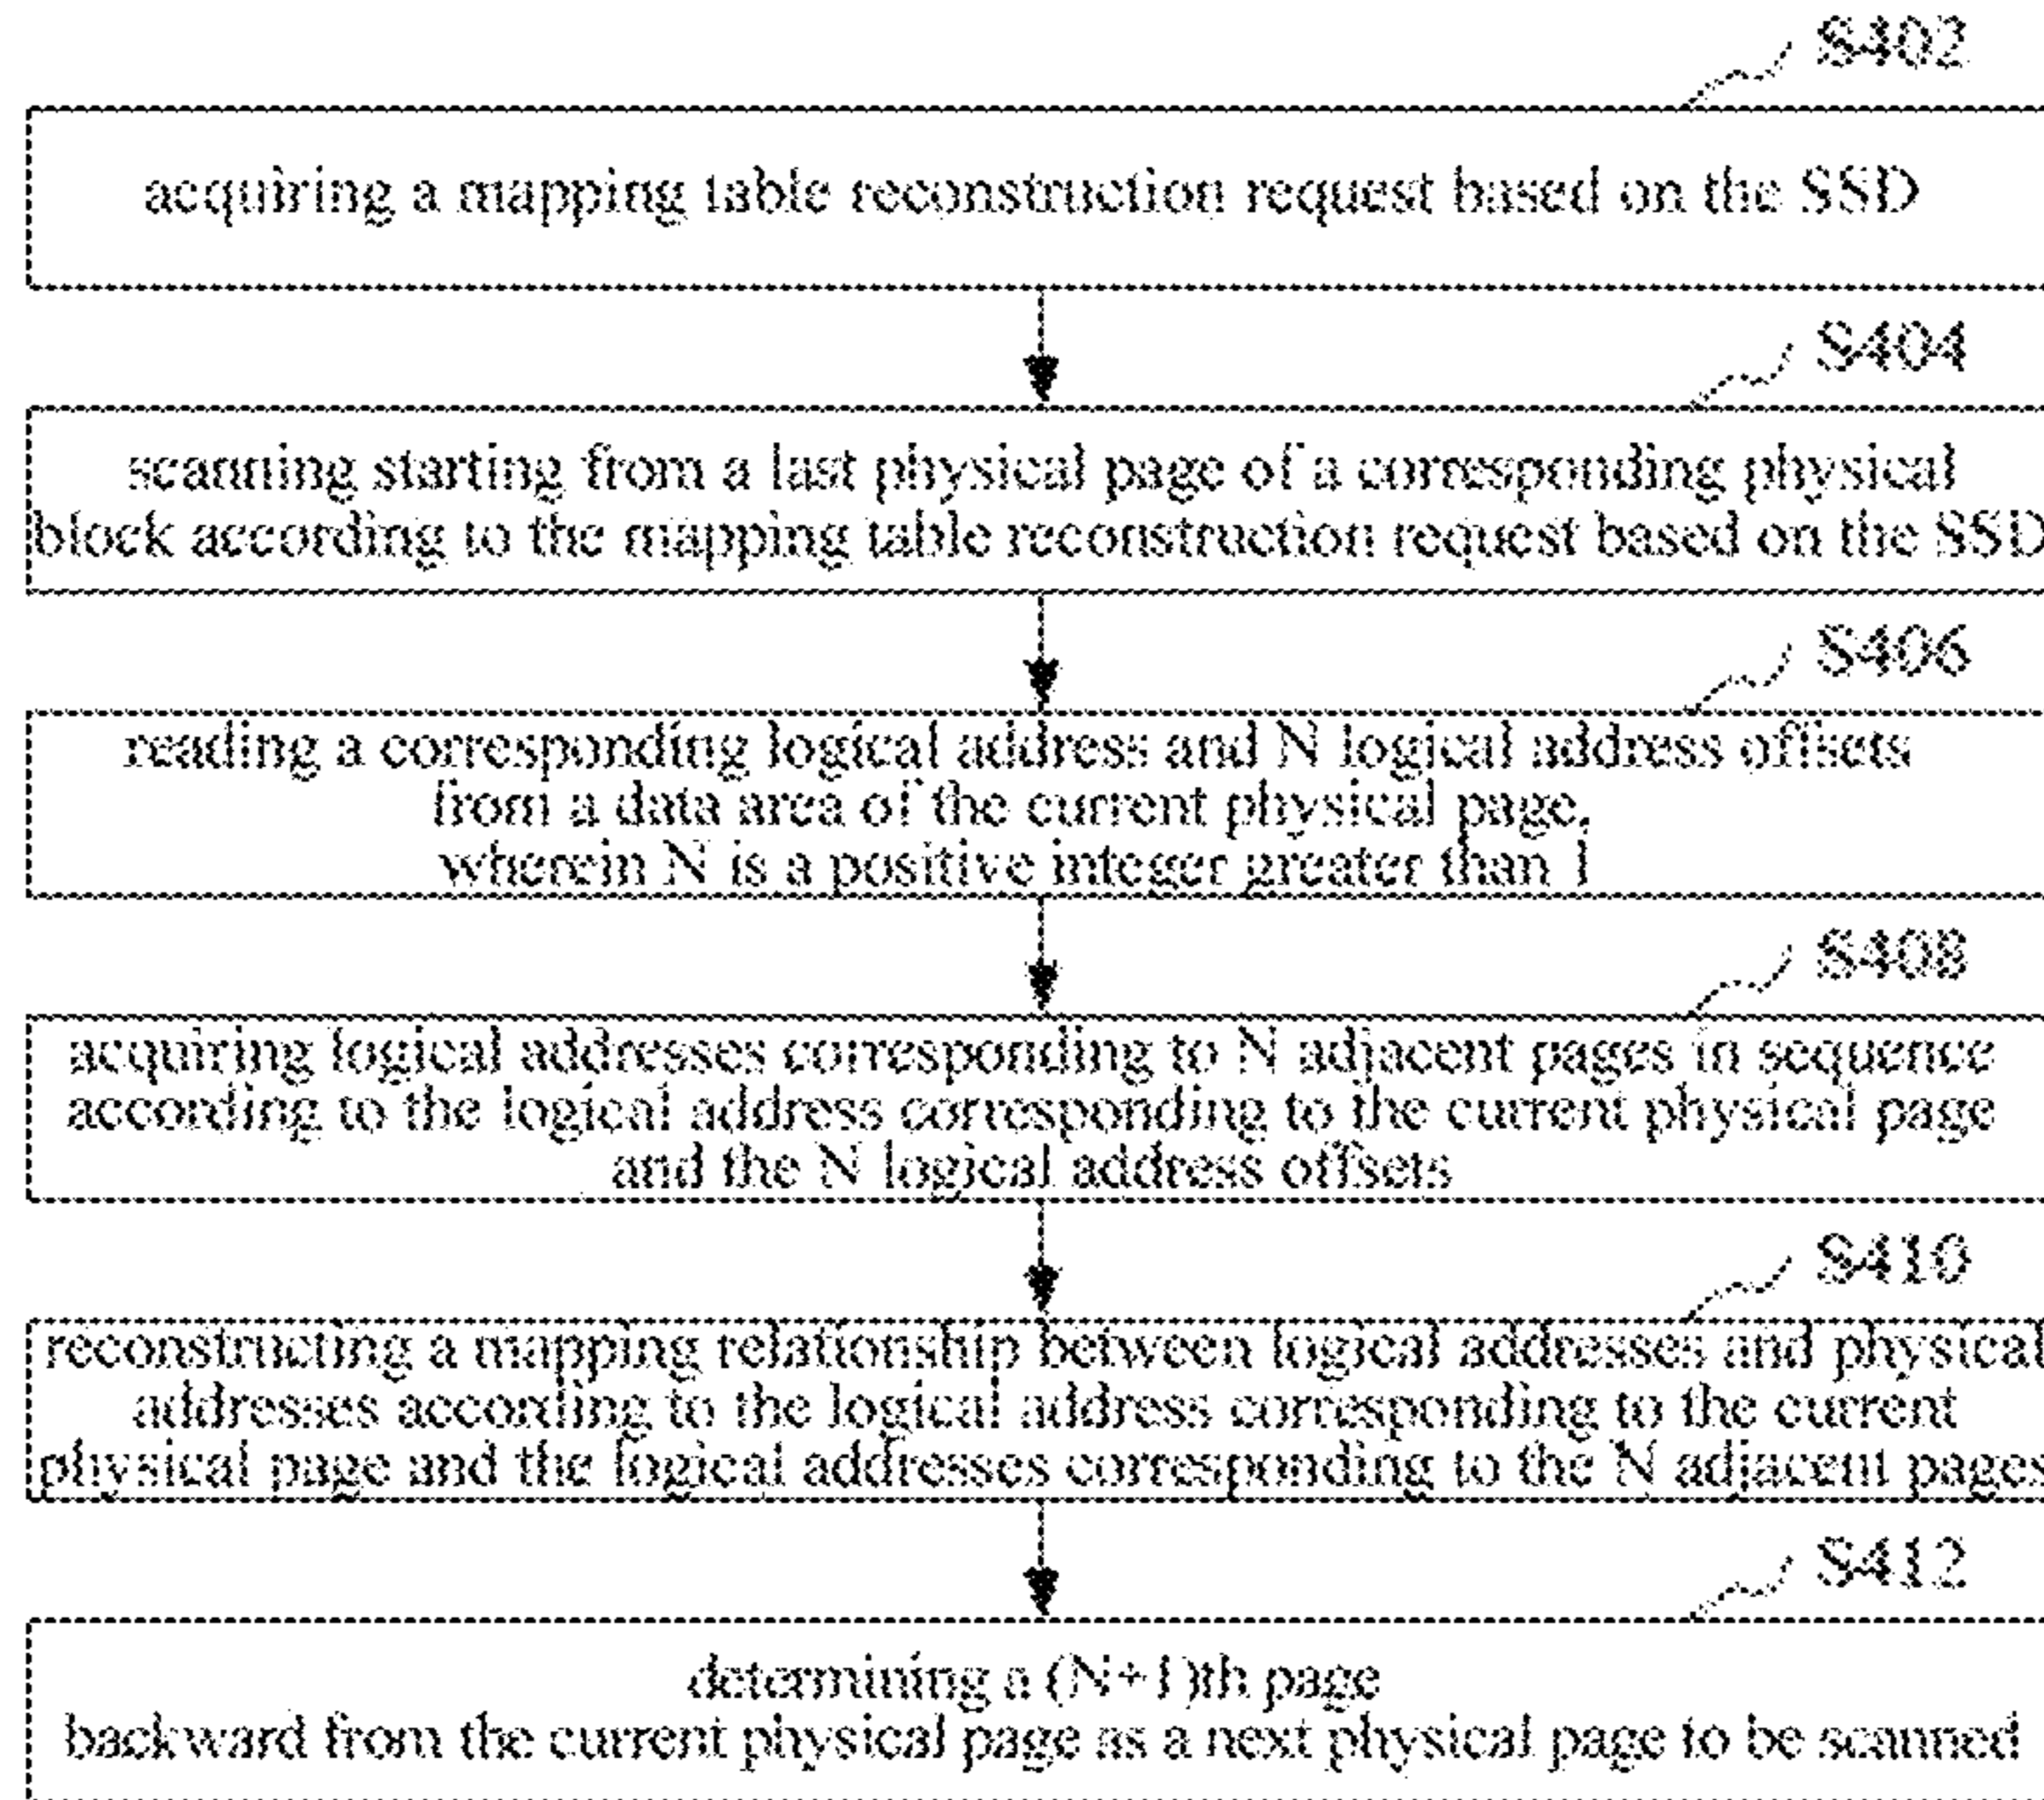 S402
acquiring a mapping table reconstruction request based on the SSD
S404
scanning starting from a last physical page of a corresponding physical
block according to the mapping table reconstruction request based on the SSD
S406
reading a corresponding logical address and N logical address offsets
from a data area of the current physical page,
wherein N is a positive integer greater than 1
S408
acquiring logical addresses corresponding to N adjacent pages in sequence
according to the logical address corresponding to the current physical page
and the N logical address offsets
S410
reconstructing a mapping relationship between logical addresses and physical
addresses according to the logical address corresponding to the current
physical page and the logical addresses corresponding to the N adjacent pages
S412
determining a (N+1)th page
backward from the current physical page as a next physical page to be scanned